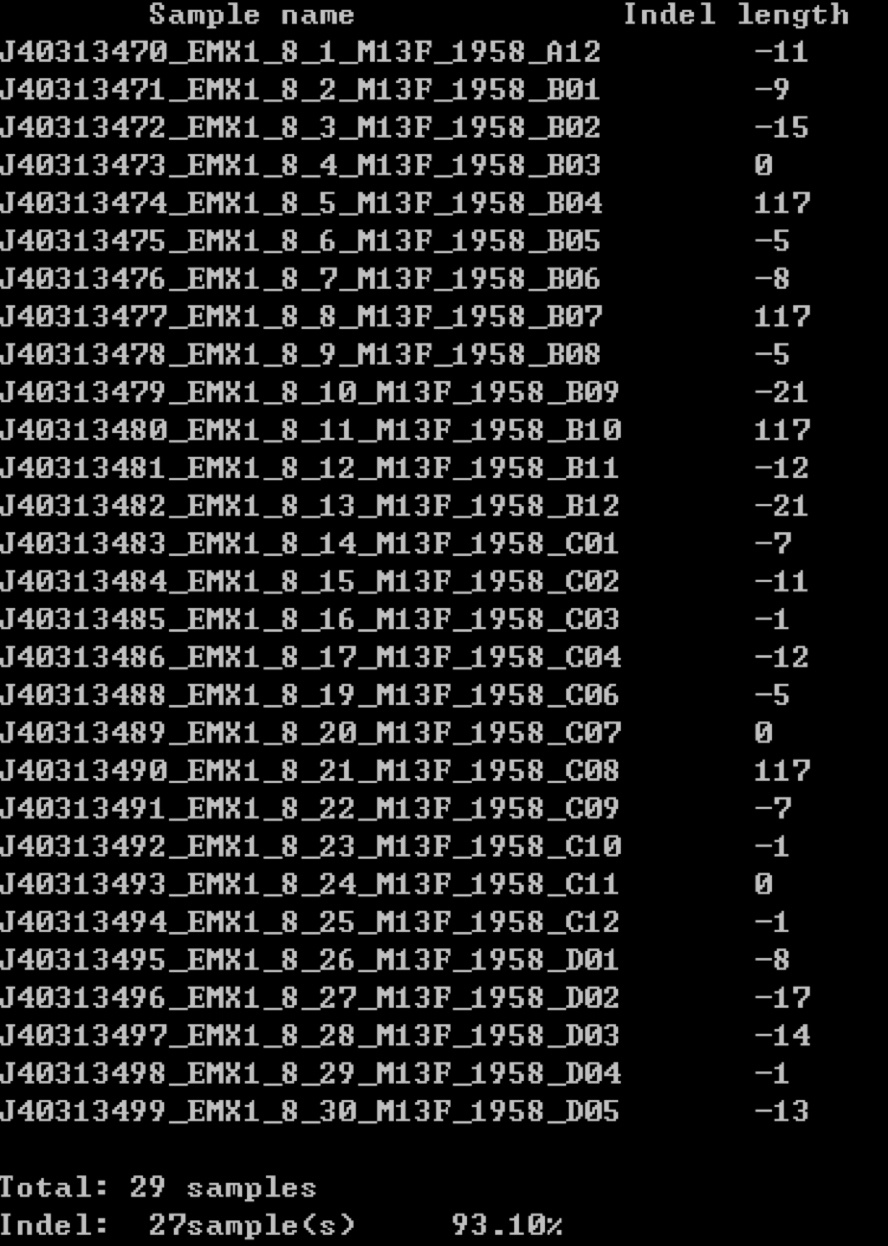 Sample name Indel length
J40313470_EMX1_8_1_M13F_1958_A12 -11
J40313471_EMX1_8_2_M13F_1958_B01 -9
J40313472_EMX1_8_3_M13F_1958_B02 -15
J40313473_EMX1_8_4_M13F_1958_B03 0
J40313474_EMX1_8_5_M13F_1958_B04 117
J40313475_EMX1_8_6_M13F_1958_B05 -5
J40313476_EMX1_8_7_M13F_1958_B06 -8
J40313477_EMX1_8_8_M13F_1958_B07 117
J40313478_EMX1_8_9_M13F_1958_B08 -5
J40313479_EMX1_8_10_M13F_1958_B09 -21
J40313480_EMX1_8_11_M13F_1958_B10 117
J40313481_EMX1_8_12_M13F_1958_B11 -12
J40313482_EMX1_8_13_M13F_1958_B12 -21
J40313483_EMX1_8_14_M13F_1958_C01 -7
J40313484_EMX1_8_15_M13F_1958_C02 -11
J40313485_EMX1_8_16_M13F_1958_C03 -1
J40313486_EMX1_8_17_M13F_1958_C04 -12
J40313488_EMX1_8_19_M13F_1958_C06 -5
J40313489_EMX1_8_20_M13F_1958_C07 0
J40313490_EMX1_8_21_M13F_1958_C08 117
J40313491_EMX1_8_22_M13F_1958_C09 -7
J40313492_EMX1_8_23_M13F_1958_C10 -1
J40313493_EMX1_8_24_M13F_1958_C11 0
J40313494_EMX1_8_25_M13F_1958_C12 -1
J40313495_EMX1_8_26_M13F_1958_D01 -8
J40313496_EMX1_8_27_M13F_1958_D02 -17
J40313497_EMX1_8_28_M13F_1958_D03 -14
J40313498_EMX1_8_29_M13F_1958_D04 -1
J40313499_EMX1_8_30_M13F_1958_D05 -13
Total: 29 samples
Indel: 27sample(s) 93.10%